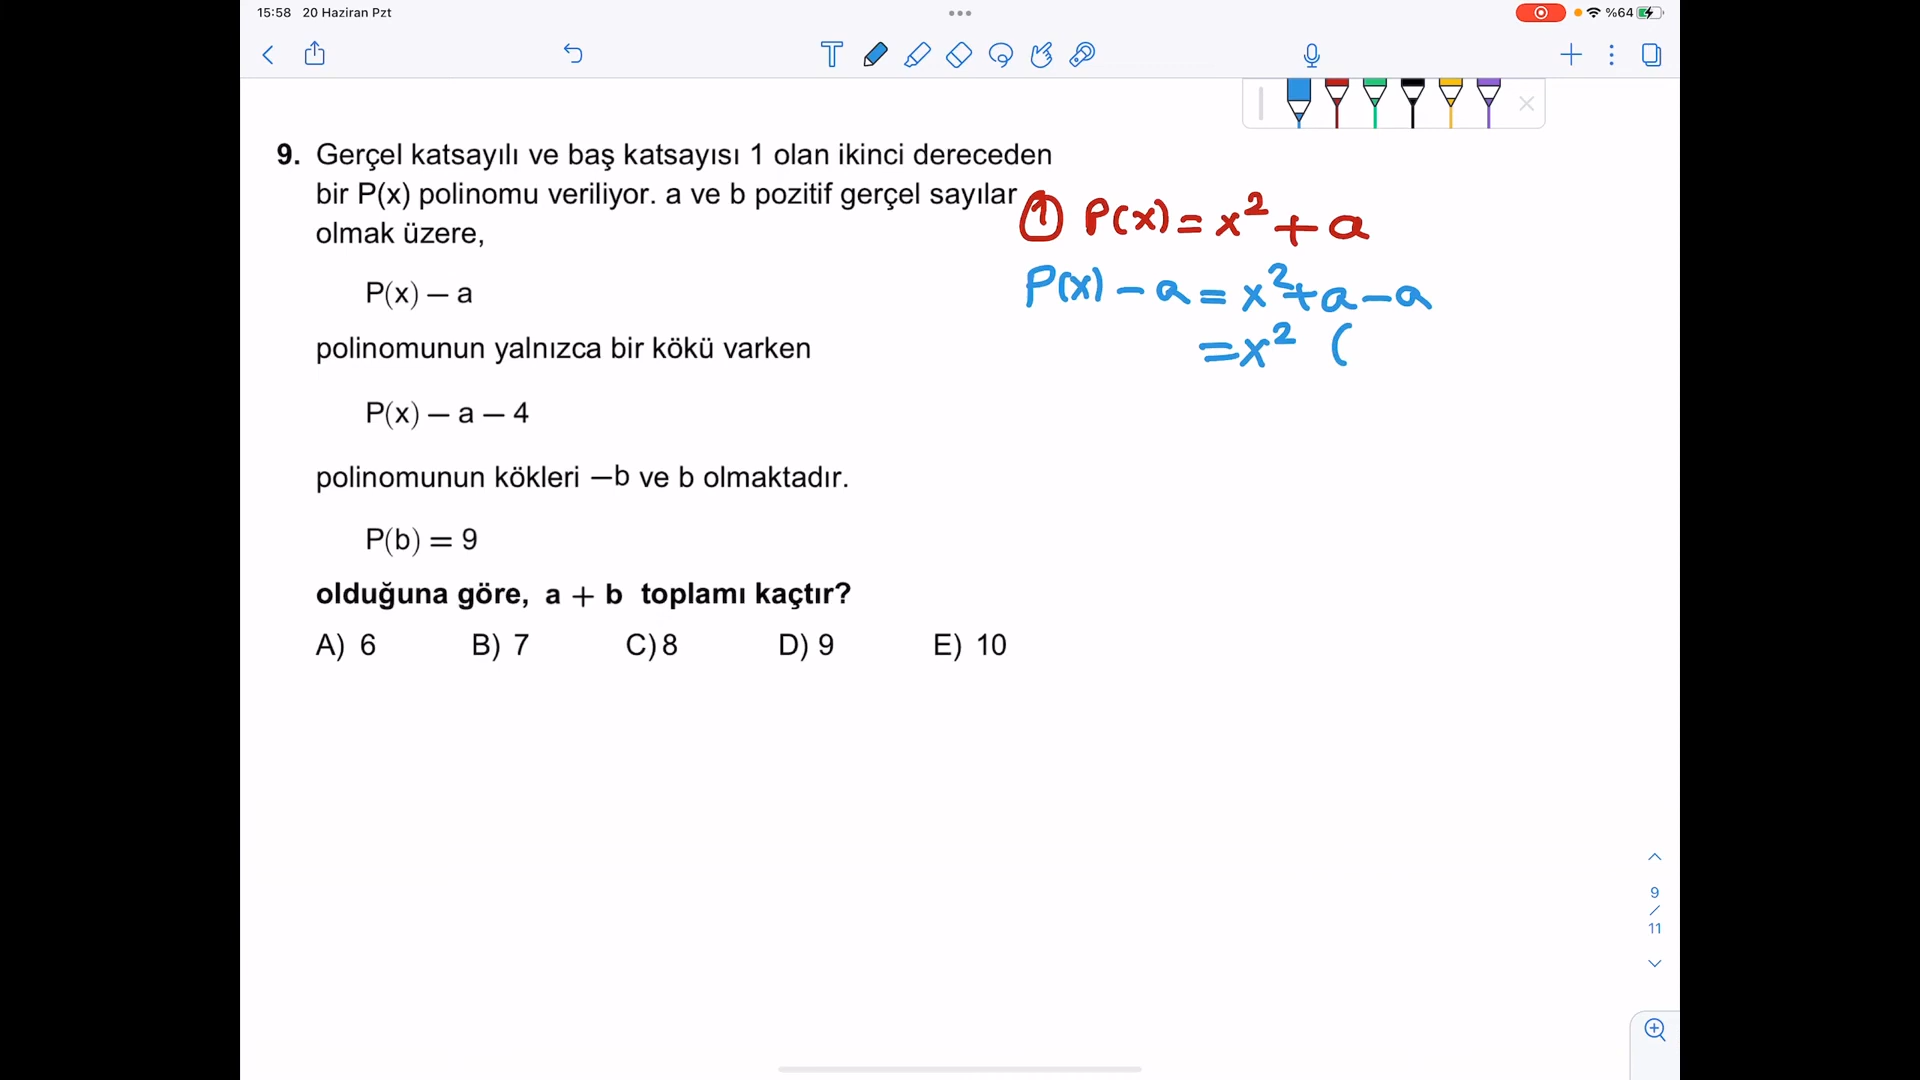 15:58 20 Haziran Pzt
%64
9. Gerçel katsayılı ve baş katsayısı 1 olan ikinci dereceden
bir P(x) polinomu veriliyor. a ve b pozitif gerçel sayılar
olmak üzere,
P(x) — a
polinomunun yalnızca bir kökü varken
P(x) — a — 4
polinomunun kökleri —b ve b olmaktadır.
P(b) = 9
olduğuna göre, a + b toplamı kaçtır?
A) 6 B) 7 C) 8 D) 9 E) 10
① P(x) = x² + a
P(x) - a = x² + a - a
= x² (
9
/
11